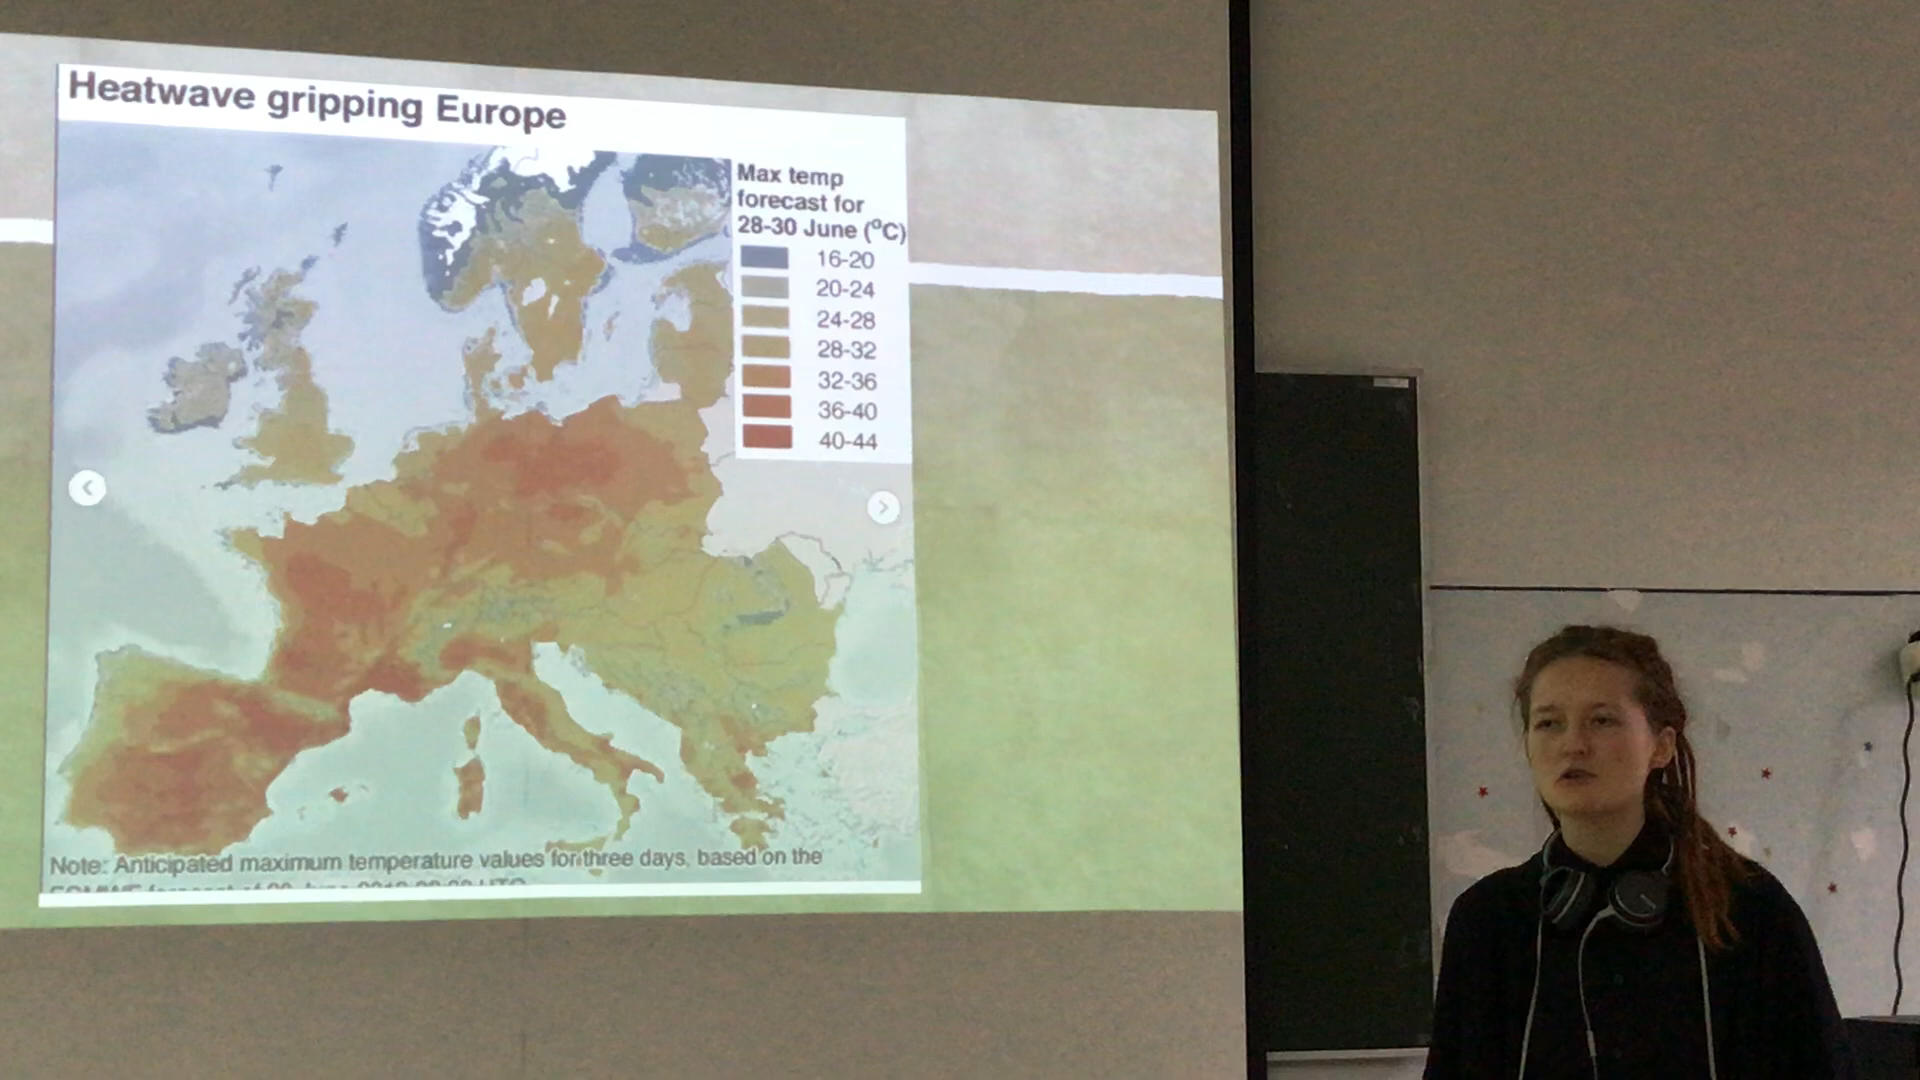 Heatwave gripping Europe
Max temp
forecast for
28-30 June (ºC)
16-20
20-24
24-28
28-32
32-36
36-40
40-44
Note: Anticipated maximum temperature values for three days, based on the